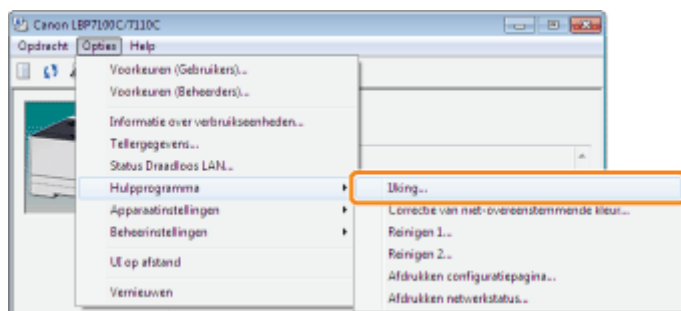 Canon LBP7100C/7110C
Opdracht Opties Help
Voorkeuren (Gebruikers)...
Voorkeuren (Beheerders)...
Informatie over verbruikseenheden...
Tellergegevens...
Status Draadloos LAN...
Hulpprogramma
Apparaatinstellingen
Beheerinstellingen
UI op afstand
Vernieuwen
IJking...
Correctie van niet-overeenstemmende kleur...
Reinigen 1...
Reinigen 2...
Afdrukken configuratiepagina...
Afdrukken netwerkstatus...